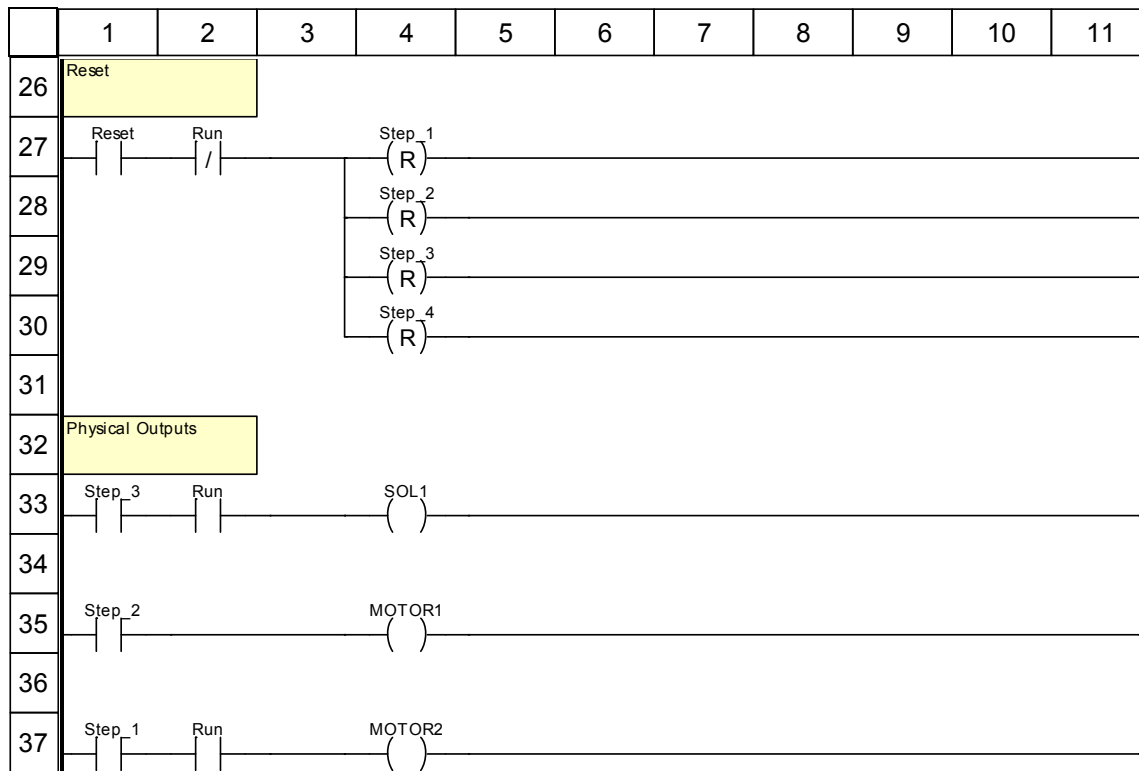 1 2 3 4 5 6 7 8 9 10 11
26 Reset
Reset Run Step_1
27 / R
Step_2
28 R
Step_3
29 R
Step_4
30 R
31
32 Physical Outputs
Step_3 Run SOL1
33
34
Step_2 MOTOR1
35
36
Step_1 Run MOTOR2
37